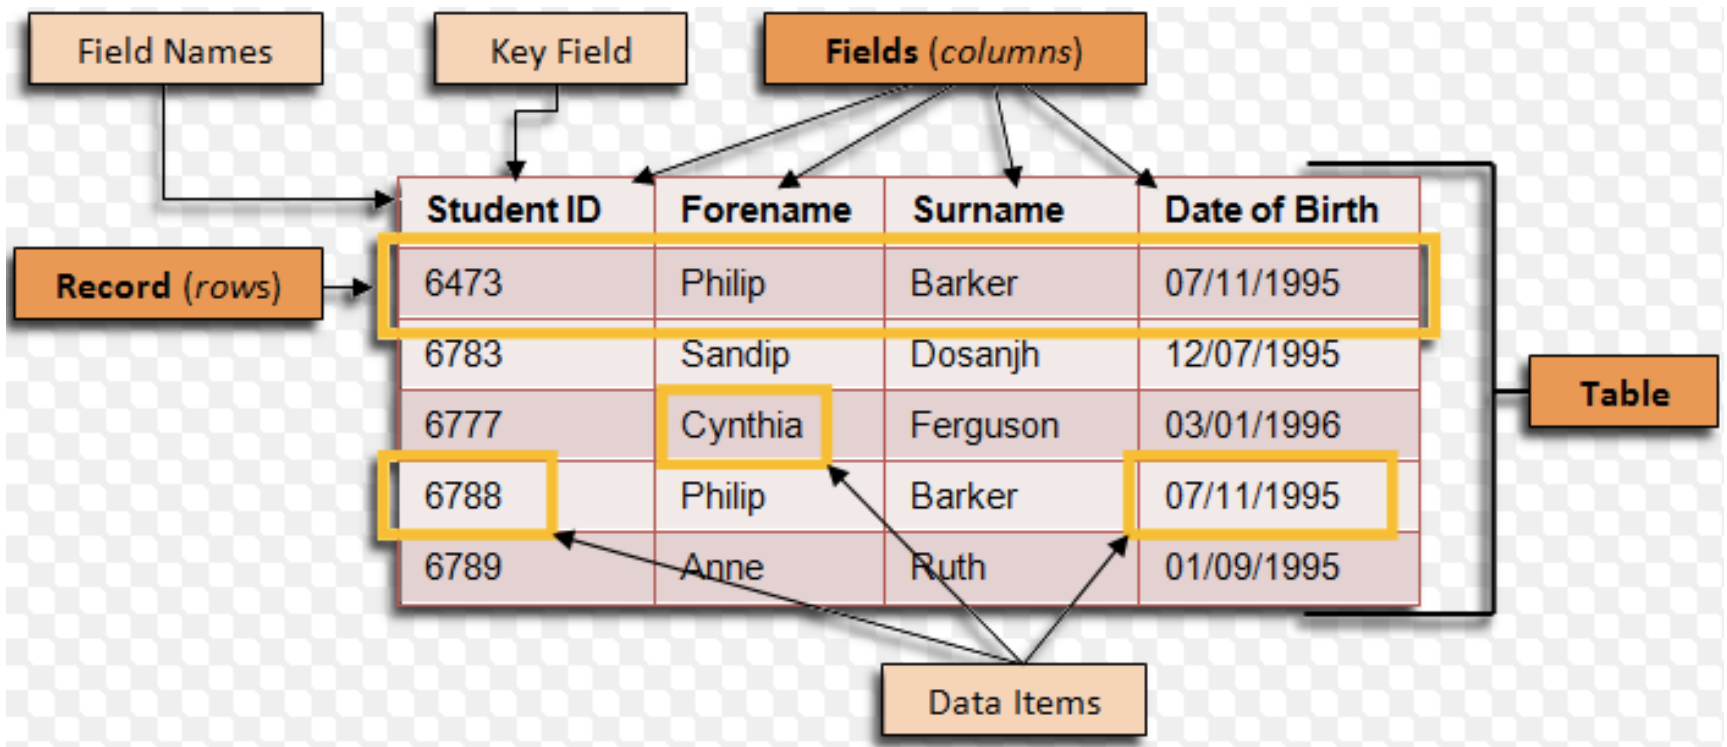 Field Names
Key Field
Fields (columns)
Student ID Forename Surname Date of Birth
Record (rows)
6473 Philip Barker 07/11/1995
6783 Sandip Dosanjh 12/07/1995
Table
6777 Cynthia Ferguson 03/01/1996
6788 Philip Barker 07/11/1995
6789 Anne Ruth 01/09/1995
Data Items